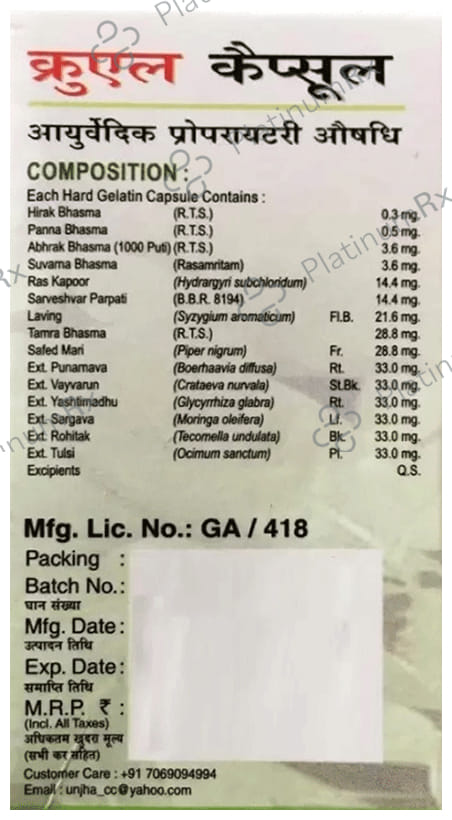 क्रुएल कैप्सूल
आयुर्वेदिक प्रोपरायटरी औषधि
COMPOSITION :
Each Hard Gelatin Capsule Contains :
Hirak Bhasma (R.T.S.) 0.3 mg.
Panna Bhasma (R.T.S.) 0.5 mg.
Abhrak Bhasma (1000 Puti) (R.T.S.) 3.6 mg.
Suvarna Bhasma (Rasamritam) 3.6 mg.
Ras Kapoor (Hydrargyri subchloridum) 14.4 mg.
Sarveshvar Parpati (B.B.R. 8194) 14.4 mg.
Laving (Syzygium aromaticum) Fl.B. 21.6 mg.
Tamra Bhasma (R.T.S.) 28.8 mg.
Safed Mari (Piper nigrum) Fr. 28.8 mg.
Ext. Punarnava (Boerhaavia diffusa) Rt. 33.0 mg.
Ext. Vayvarun (Crataeva nurvala) St.Bk. 33.0 mg.
Ext. Yashtimadhu (Glycyrrhiza glabra) Rt. 33.0 mg.
Ext. Sargava (Moringa oleifera) Lf. 33.0 mg.
Ext. Rohitak (Tecomella undulata) Bk. 33.0 mg.
Ext. Tulsi (Ocimum sanctum) Pl. 33.0 mg.
Excipients Q.S.
Mfg. Lic. No.: GA / 418
Packing :
Batch No.:
घान संख्या
Mfg. Date :
उत्पादन तिथि
Exp. Date :
समाप्ति तिथि
M.R.P. ₹ :
(Incl. All Taxes)
अधिकतम खुदरा मूल्य
(सभी कर सहित)
Customer Care : +91 7069094994
Email : unjha_cc@yahoo.com
PlatinumRx